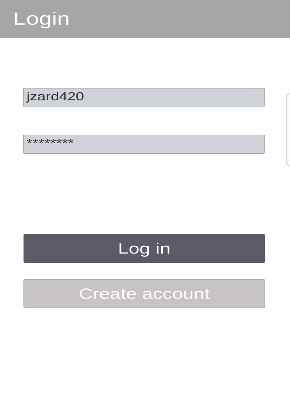 Login
jzard420
********
Log in
Create account